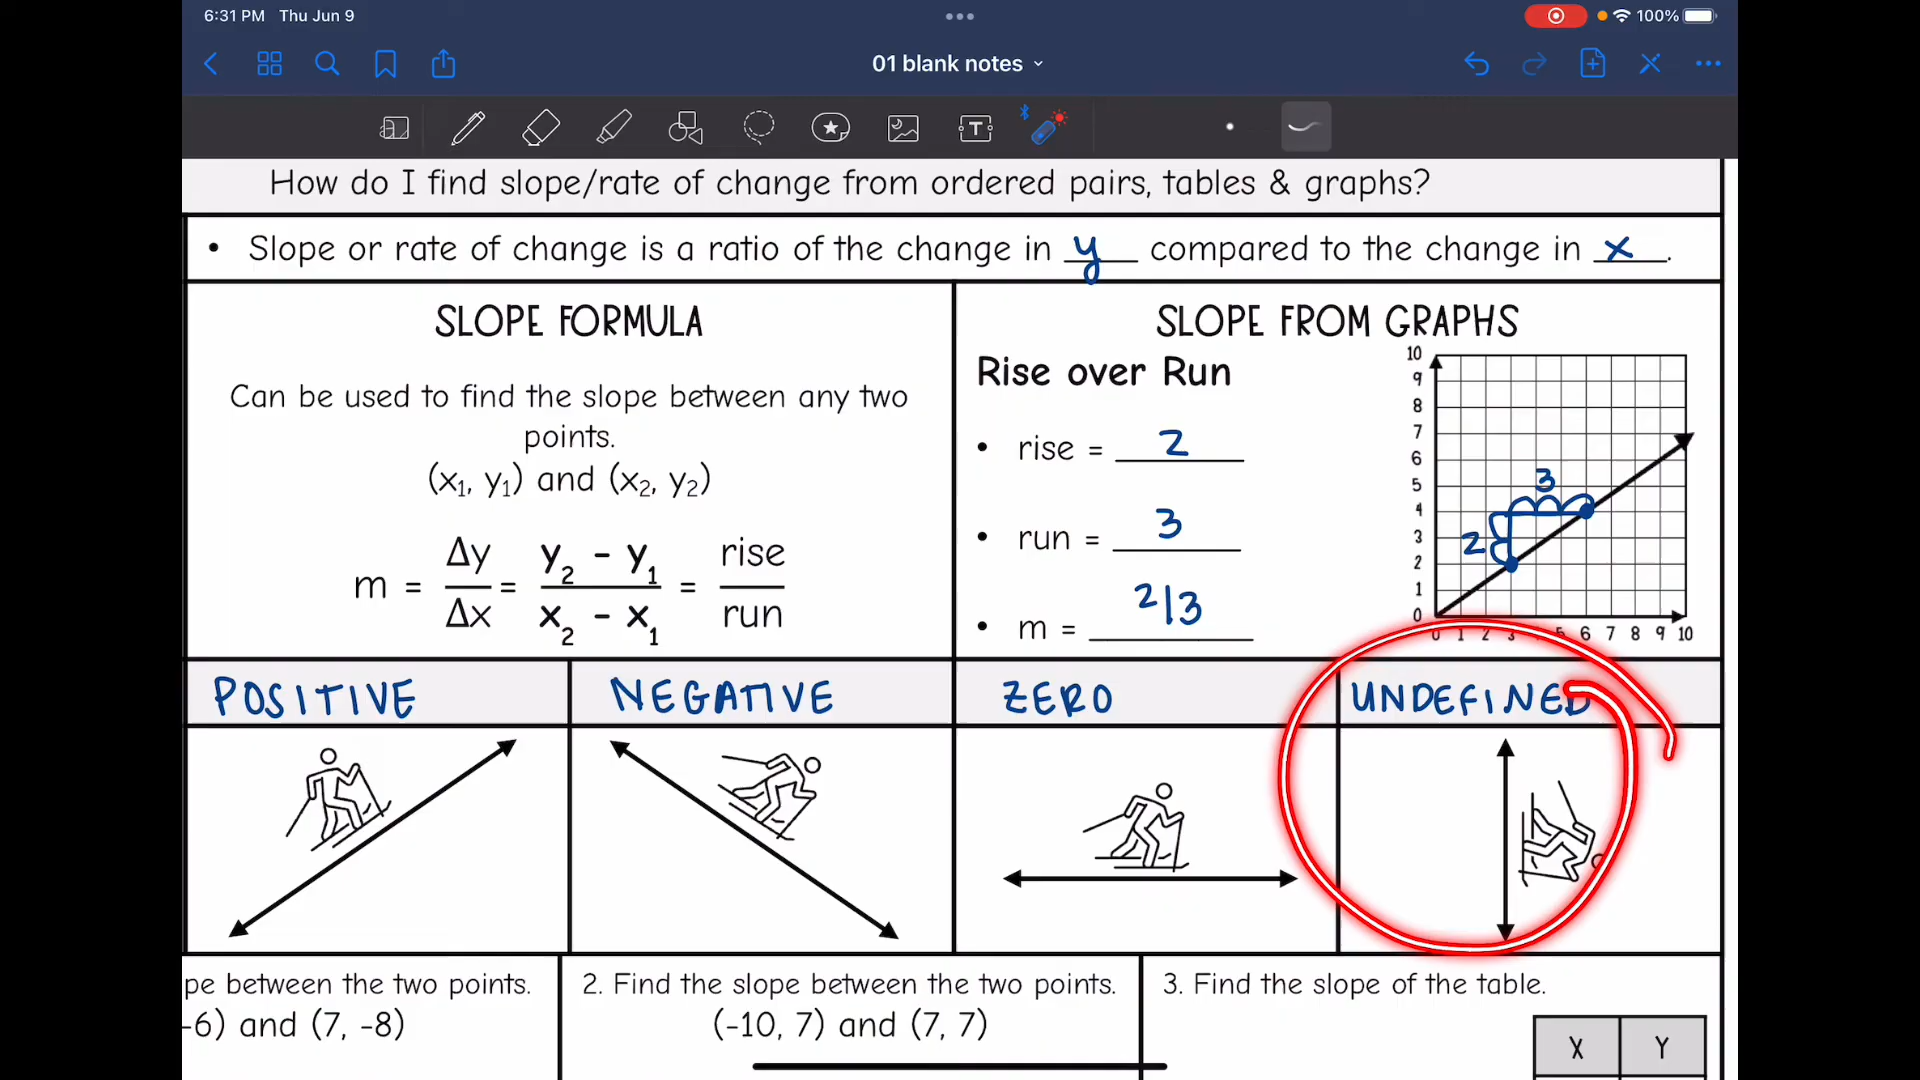 6:31 PM Thu Jun 9
100%
01 blank notes
How do I find slope/rate of change from ordered pairs, tables & graphs?
• Slope or rate of change is a ratio of the change in y compared to the change in x.
SLOPE FORMULA
Can be used to find the slope between any two
points.
(x₁, y₁) and (x₂, y₂)
m = Δy/Δx = y₂ - y₁/x₂ - x₁ = rise/run
SLOPE FROM GRAPHS
Rise over Run
• rise = 2
• run = 3
• m = 2/3
10
9
8
7
6
5
4
3
2
1
0
0 1 2 3 5 6 7 8 9 10
3
2
POSITIVE
NEGATIVE
ZERO
UNDEFINED
pe between the two points.
-6) and (7, -8)
2. Find the slope between the two points.
(-10, 7) and (7, 7)
3. Find the slope of the table.
X Y